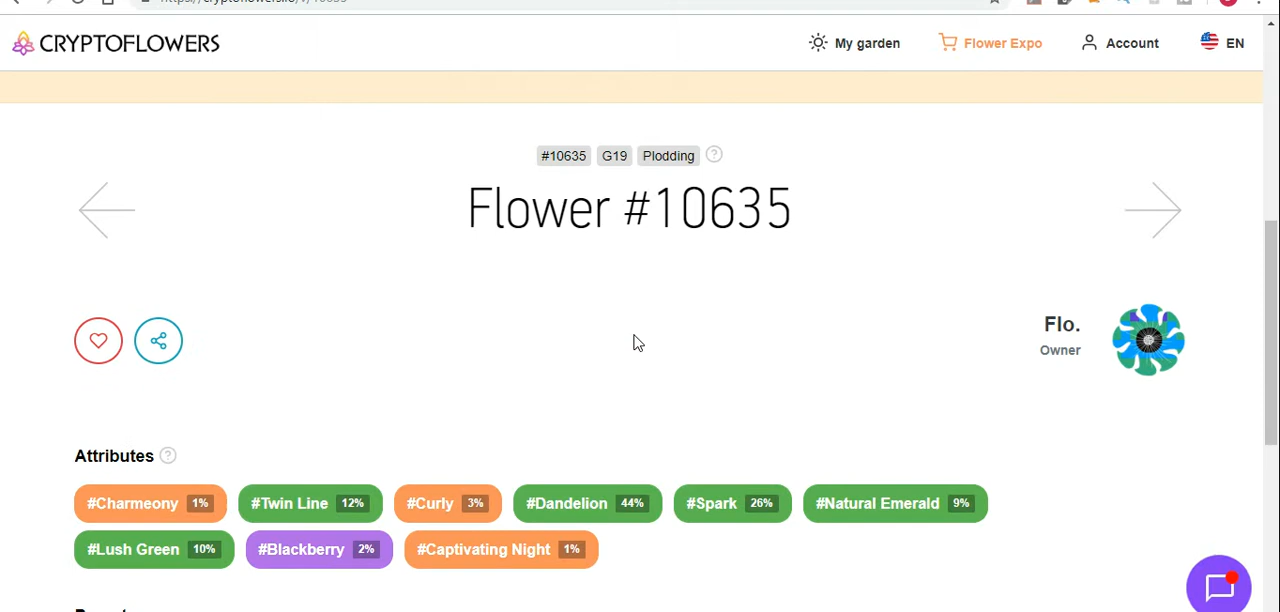 CRYPTOFLOWERS
My garden
Flower Expo
Account
EN
#10635 G19 Plodding ?
Flower #10635
Flo.
Owner
Attributes ?
#Charmeony 1% #Twin Line 12% #Curly 3% #Dandelion 44% #Spark 26% #Natural Emerald 9%
#Lush Green 10% #Blackberry 2% #Captivating Night 1%